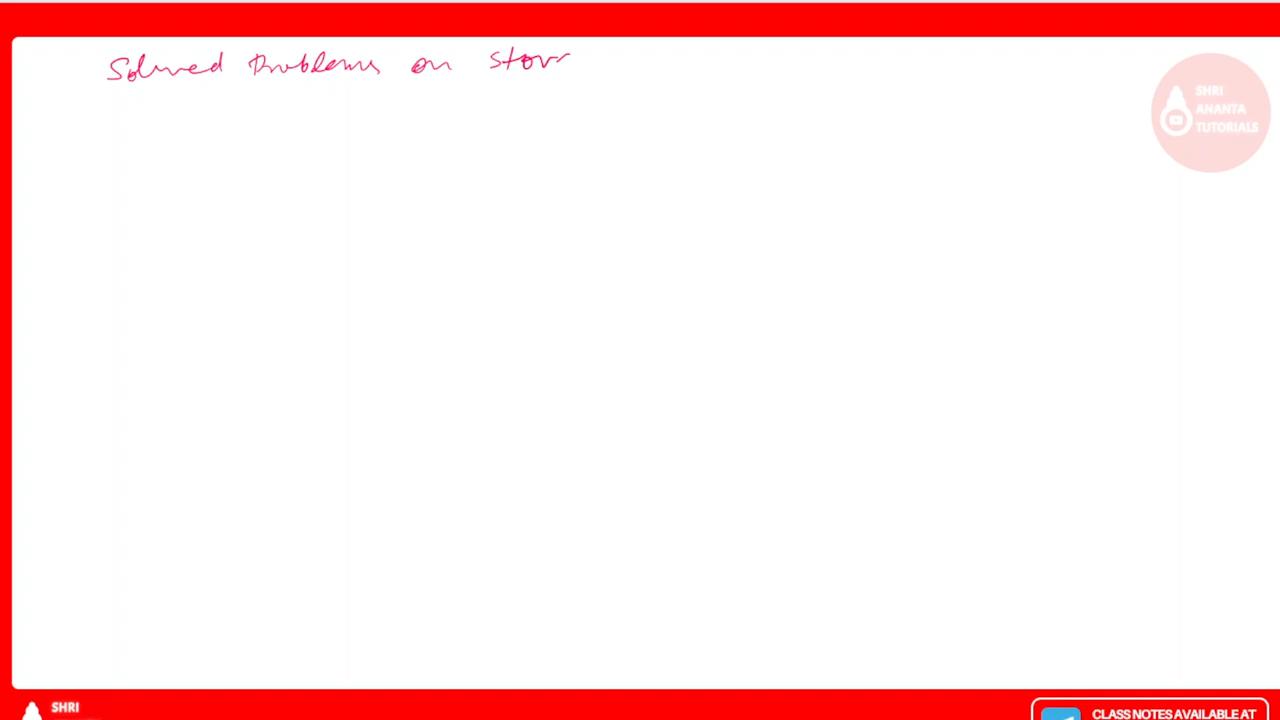 Solved Problems on Stor
SHRI
ANANTA
TUTORIALS
SHRI
CLASS NOTES AVAILABLE AT